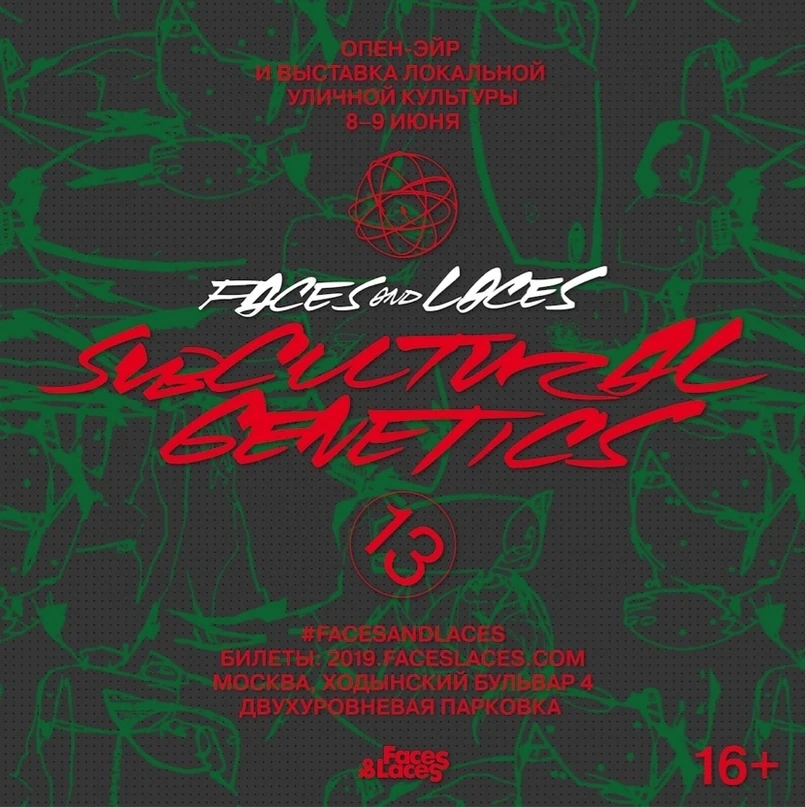 ОПЕН-ЭЙР
И ВЫСТАВКА ЛОКАЛЬНОЙ
УЛИЧНОЙ КУЛЬТУРЫ
8–9 ИЮНЯ
FACES AND LACES
SUBCULTURAL
GENETICS
13
#FACESANDLACES
БИЛЕТЫ: 2019.FACESLACES.COM
МОСКВА, ХОДЫНСКИЙ БУЛЬВАР 4
ДВУХУРОВНЕВАЯ ПАРКОВКА
Faces
&Laces
16+